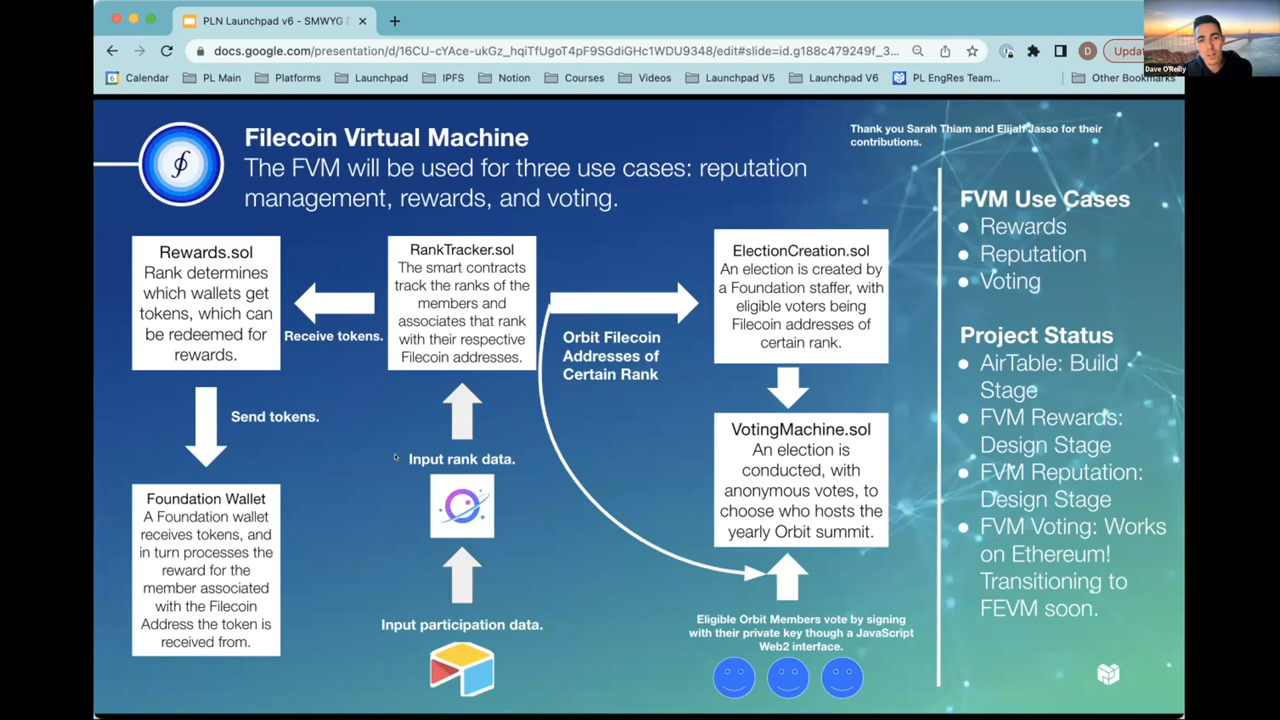 PLN Launchpad v6 - SMWYG
docs.google.com/presentation/d/16CU-cYAce-ukGz_hqiTfUgoT4pF9SGdiGHc1WDU9348/edit#slide=id.g188c479249f_3...
D
Upda
Calendar
PL Main
Platforms
Launchpad
IPFS
Notion
Courses
Videos
Launchpad V5
Launchpad V6
PL EngRes Team...
Other Bookmarks
Dave O'Reilly
Filecoin Virtual Machine
The FVM will be used for three use cases: reputation
management, rewards, and voting.
Thank you Sarah Thiam and Elijah Jasso for their
contributions.
Rewards.sol
Rank determines
which wallets get
tokens, which can
be redeemed for
rewards.
Receive tokens.
RankTracker.sol
The smart contracts
track the ranks of the
members and
associates that rank
with their respective
Filecoin addresses.
Orbit Filecoin
Addresses of
Certain Rank
ElectionCreation.sol
An election is created by
a Foundation staffer, with
eligible voters being
Filecoin addresses of
certain rank.
Send tokens.
Input rank data.
VotingMachine.sol
An election is
conducted, with
anonymous votes, to
choose who hosts the
yearly Orbit summit.
Foundation Wallet
A Foundation wallet
receives tokens, and
in turn processes the
reward for the
member associated
with the Filecoin
Address the token is
received from.
Input participation data.
Eligible Orbit Members vote by signing
with their private key though a JavaScript
Web2 interface.
FVM Use Cases
Rewards
Reputation
Voting
Project Status
AirTable: Build
Stage
FVM Rewards:
Design Stage
FVM Reputation:
Design Stage
FVM Voting: Works
on Ethereum!
Transitioning to
FEVM soon.